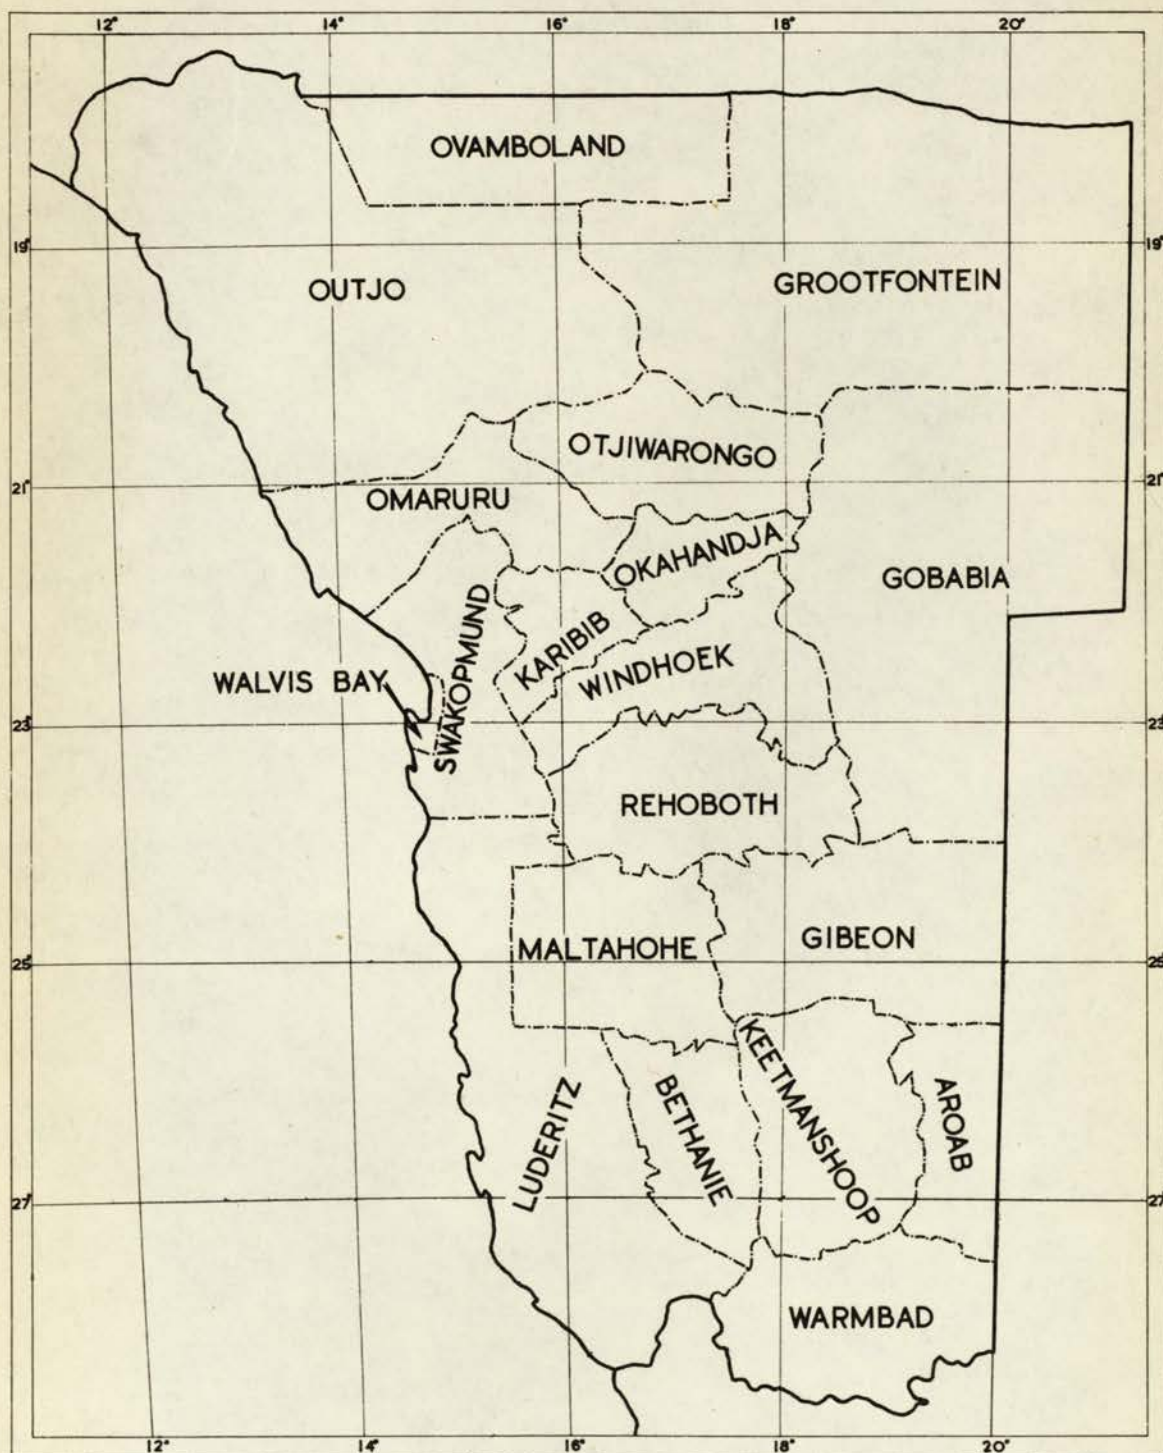 12° 14° 16° 18° 20°
OVAMBOLAND
19° 19°
OUTJO
GROOTFONTEIN
OTJIWARONGO
21° 21°
OMARURU
OKAHANDJA
GOBABIA
SWAKOPMUND
KARIBIB
WINDHOEK
WALVIS BAY
23° 23°
REHOBOTH
MALTAHOHE
GIBEON
25° 25°
KEETMANSHOOP
LUDERITZ
BETHANIE
AROAB
27° 27°
WARMBAD
12° 14° 16° 18° 20°